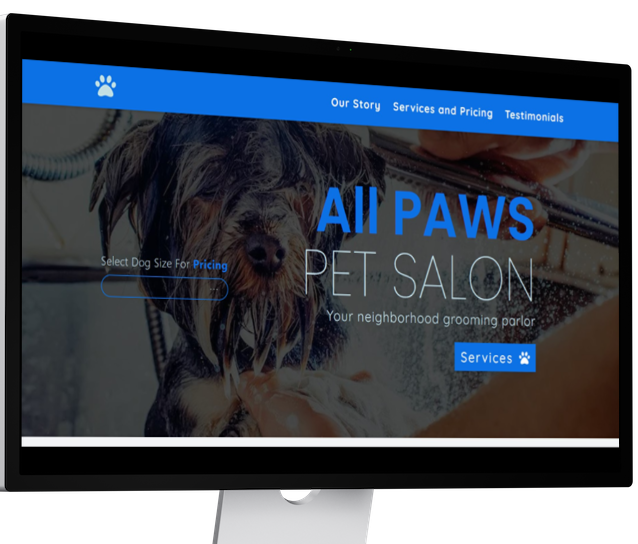 Our Story Services and Pricing Testimonials
All PAWS
PET SALON
Select Dog Size For Pricing
Your neighborhood grooming parlor
Services